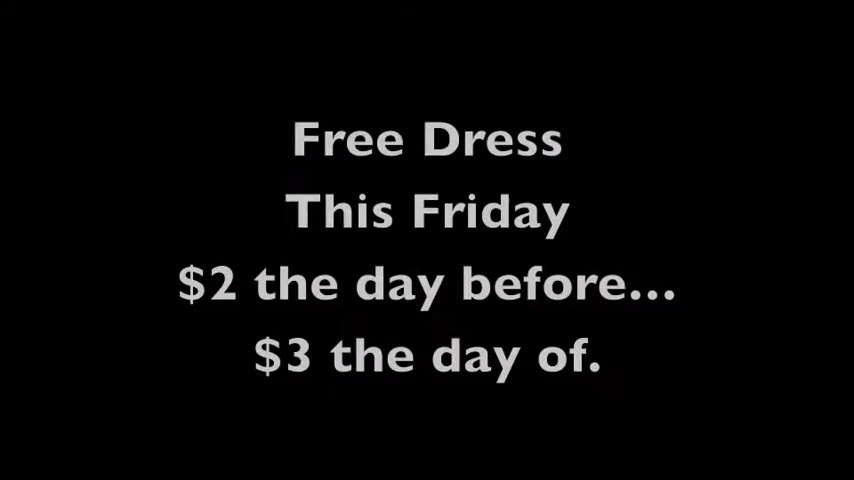 Free Dress
This Friday
$2 the day before...
$3 the day of.